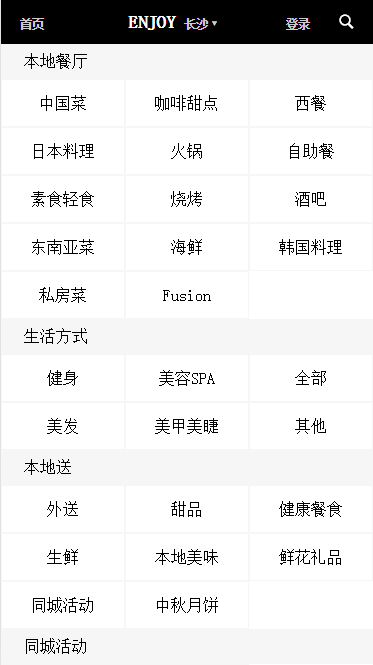 首页 ENJOY 长沙▼ 登录
本地餐厅
中国菜 咖啡甜点 西餐
日本料理 火锅 自助餐
素食轻食 烧烤 酒吧
东南亚菜 海鲜 韩国料理
私房菜 Fusion
生活方式
健身 美容SPA 全部
美发 美甲美睫 其他
本地送
外送 甜品 健康餐食
生鲜 本地美味 鲜花礼品
同城活动 中秋月饼
同城活动